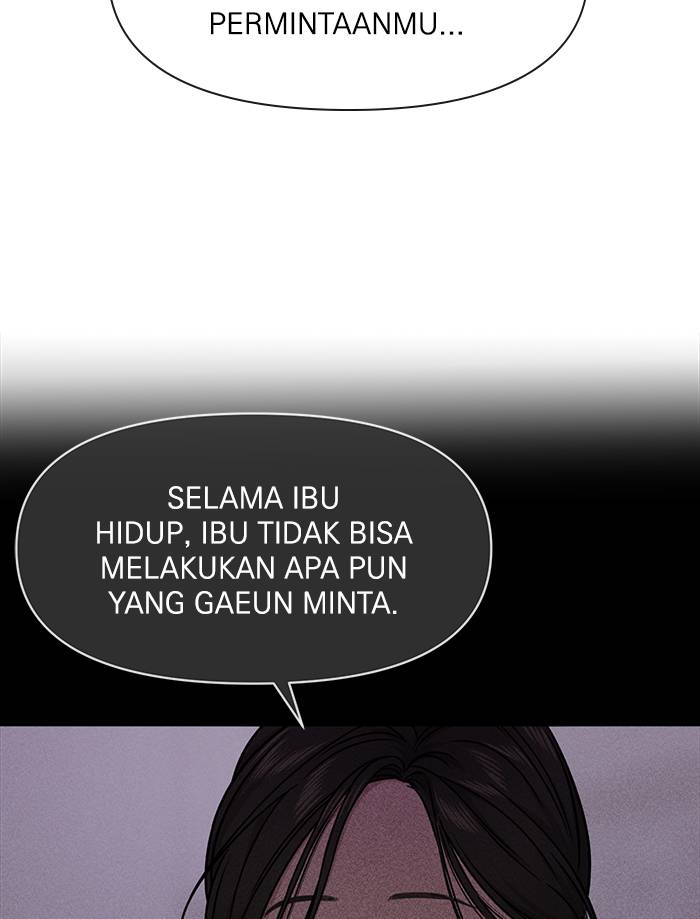 PERMINTAANMU...
SELAMA IBU
HIDUP, IBU TIDAK BISA
MELAKUKAN APA PUN
YANG GAEUN MINTA.